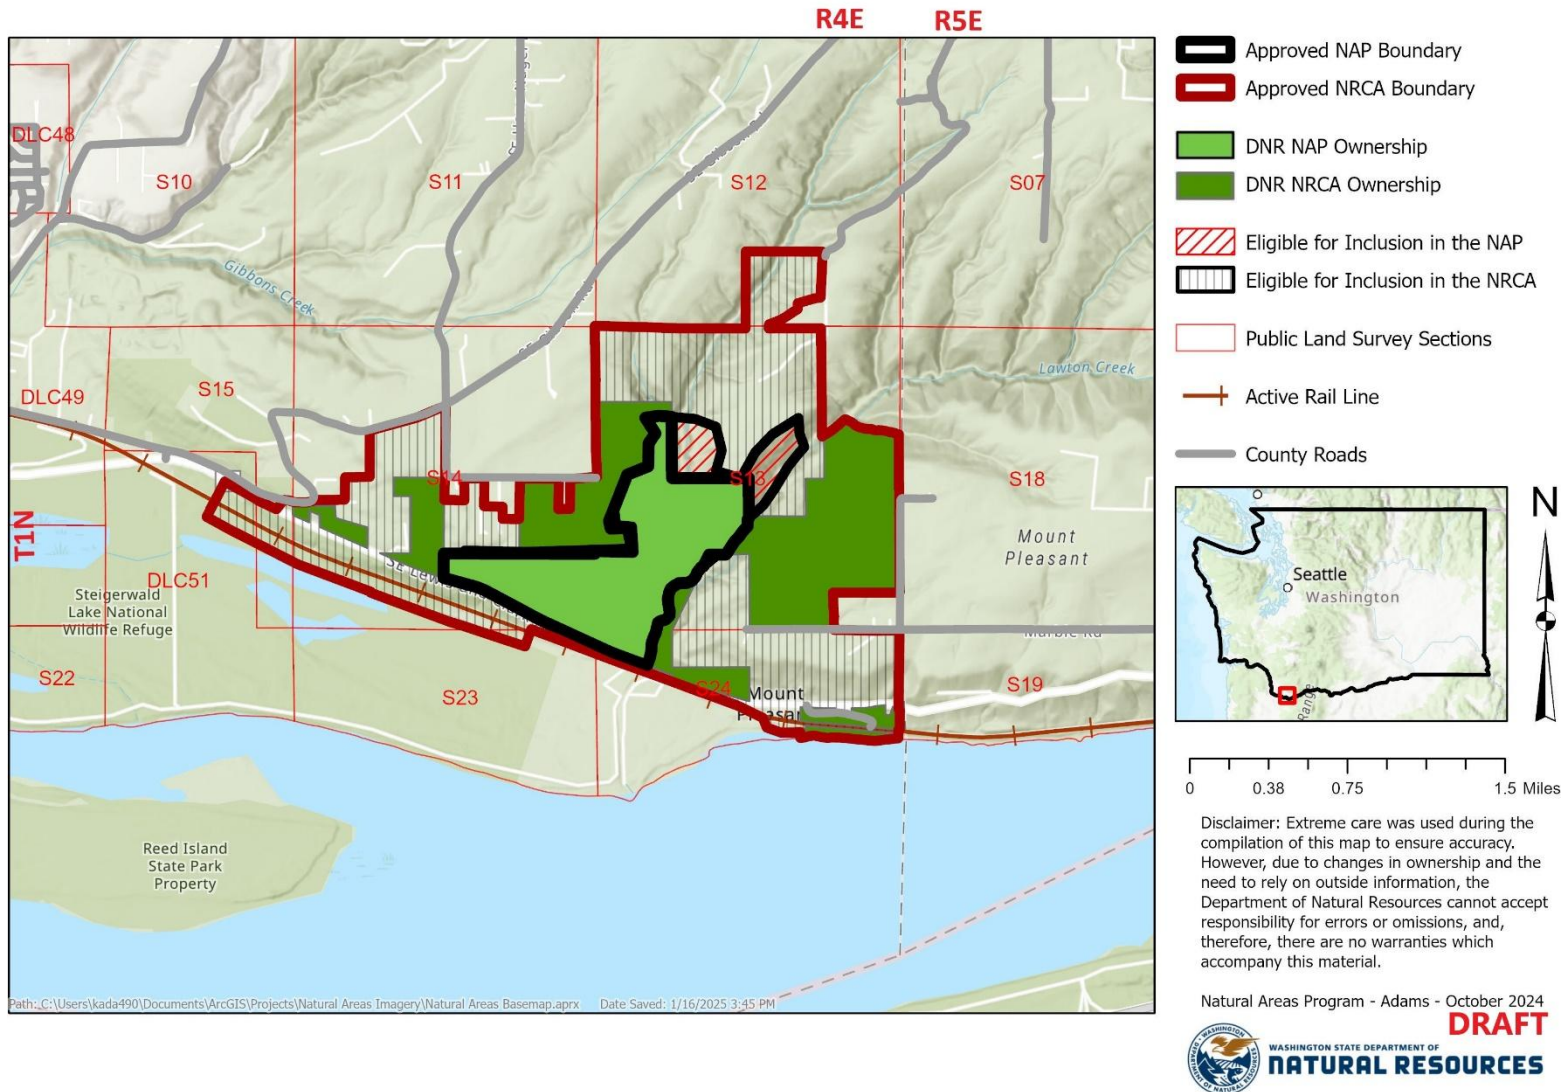 R4E
R5E
DLC48
S10
S11
S12
S07
Gibbons Creek
Lawton Creek
DLC49
S15
S14
S13
S18
T1N
Mount
Pleasant
DLC51
SE Lew
Steigerwald
Lake National
Wildlife Refuge
Marble Rd
S22
S23
S24
S19
Mount
Pleasant
Reed Island
State Park
Property
Path: C:\Users\kada490\Documents\ArcGIS\Projects\Natural Areas Imagery\Natural Areas Basemap.aprx
Date Saved: 1/16/2025 3:45 PM
Approved NAP Boundary
Approved NRCA Boundary
DNR NAP Ownership
DNR NRCA Ownership
Eligible for Inclusion in the NAP
Eligible for Inclusion in the NRCA
Public Land Survey Sections
Active Rail Line
County Roads
N
Seattle
Washington
Range
0 0.38 0.75 1.5 Miles
Disclaimer: Extreme care was used during the
compilation of this map to ensure accuracy.
However, due to changes in ownership and the
need to rely on outside information, the
Department of Natural Resources cannot accept
responsibility for errors or omissions, and,
therefore, there are no warranties which
accompany this material.
Natural Areas Program - Adams - October 2024
DRAFT
WASHINGTON STATE DEPARTMENT OF
NATURAL RESOURCES